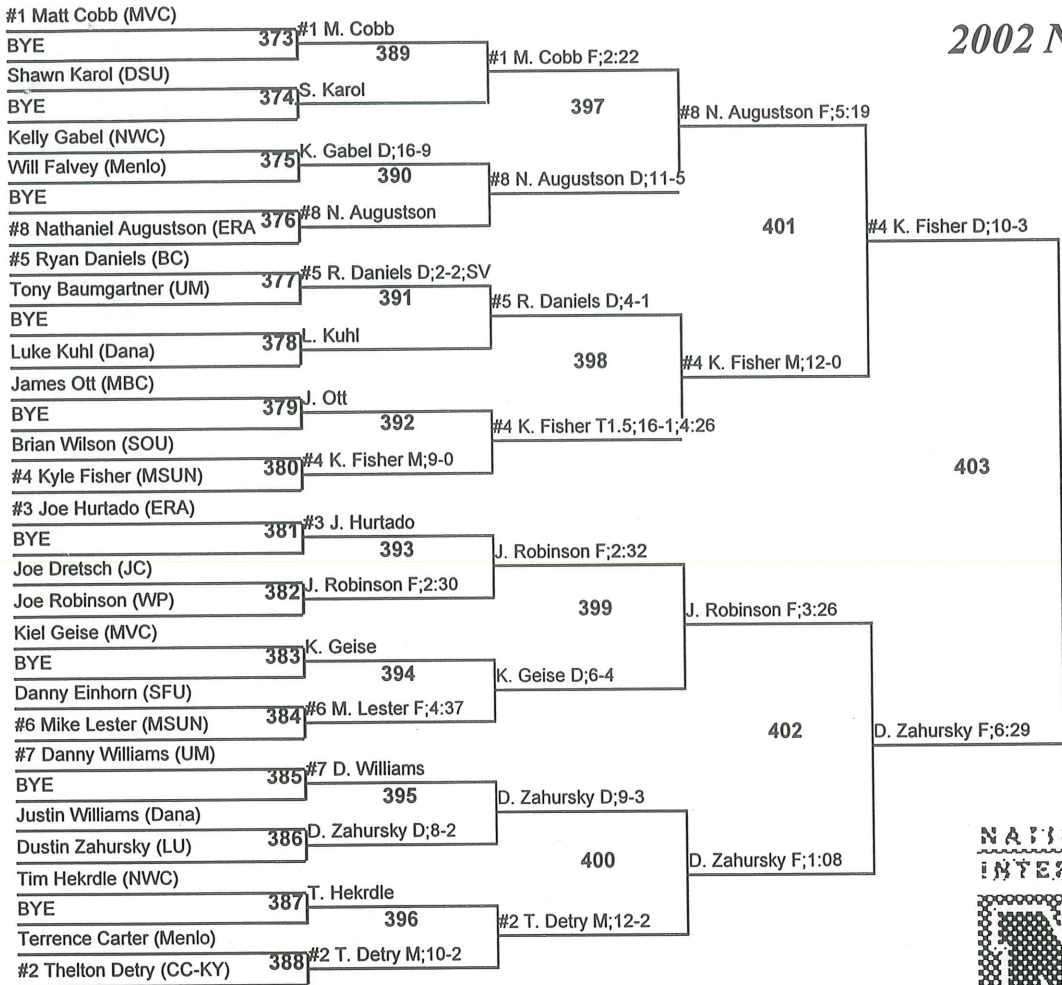 #1 Matt Cobb (MVC)
BYE
373
#1 M. Cobb
389
Shawn Karol (DSU)
BYE
374
S. Karol
#1 M. Cobb F;2:22
397
Kelly Gabel (NWC)
Will Falvey (Menlo)
375
K. Gabel D;16-9
390
BYE
#8 Nathaniel Augustson (ERA
376
#8 N. Augustson
#8 N. Augustson D;11-5
#8 N. Augustson F;5:19
401
#5 Ryan Daniels (BC)
Tony Baumgartner (UM)
377
#5 R. Daniels D;2-2;SV
391
BYE
Luke Kuhl (Dana)
378
L. Kuhl
#5 R. Daniels D;4-1
398
James Ott (MBC)
BYE
379
J. Ott
392
Brian Wilson (SOU)
#4 Kyle Fisher (MSUN)
380
#4 K. Fisher M;9-0
#4 K. Fisher T1.5;16-1;4:26
#4 K. Fisher M;12-0
#4 K. Fisher D;10-3
403
#3 Joe Hurtado (ERA)
BYE
381
#3 J. Hurtado
393
Joe Dretsch (JC)
Joe Robinson (WP)
382
J. Robinson F;2:30
J. Robinson F;2:32
399
Kiel Geise (MVC)
BYE
383
K. Geise
394
Danny Einhorn (SFU)
#6 Mike Lester (MSUN)
384
#6 M. Lester F;4:37
K. Geise D;6-4
J. Robinson F;3:26
402
#7 Danny Williams (UM)
BYE
385
#7 D. Williams
395
Justin Williams (Dana)
Dustin Zahursky (LU)
386
D. Zahursky D;8-2
D. Zahursky D;9-3
400
Tim Hekrdle (NWC)
BYE
387
T. Hekrdle
396
Terrence Carter (Menlo)
#2 Thelton Detry (CC-KY)
388
#2 T. Detry M;10-2
#2 T. Detry M;12-2
D. Zahursky F;1:08
D. Zahursky F;6:29
2002 N